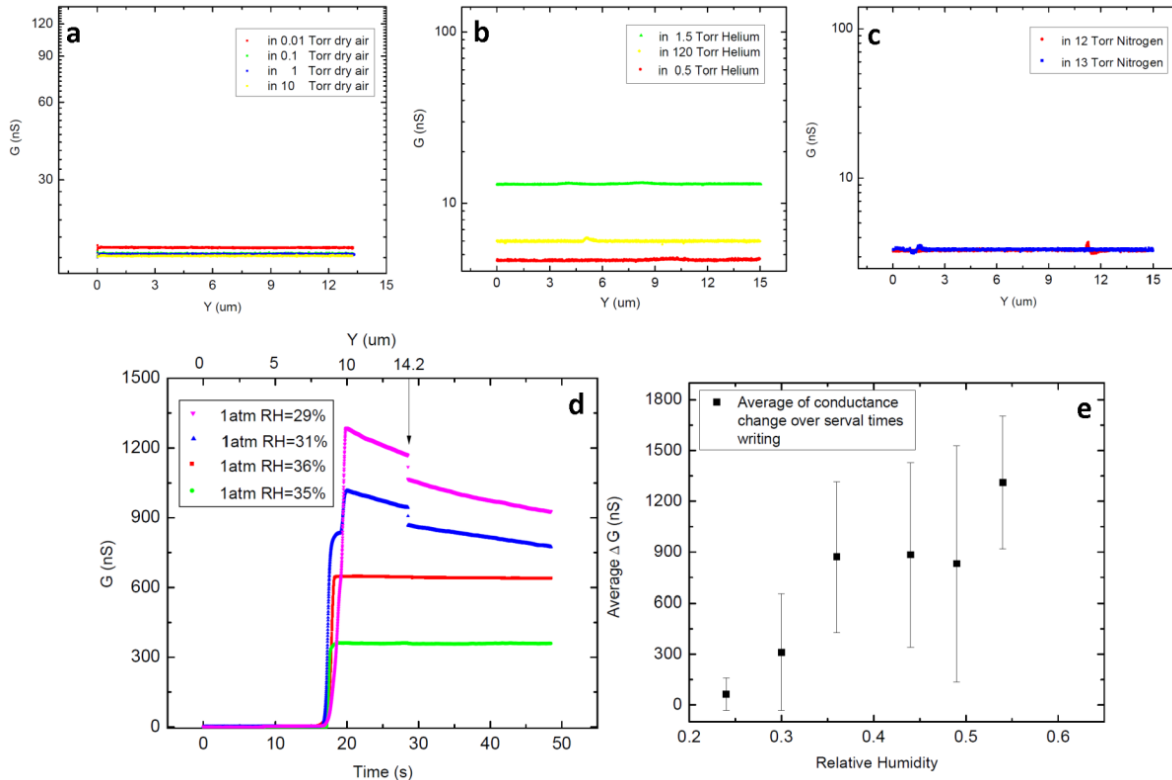 a
120
90
60
30
G (nS)
in 0.01 Torr dry air
in 0.1 Torr dry air
in 1 Torr dry air
in 10 Torr dry air
0 3 6 9 12 15
Y (um)
b
100
10
G (nS)
in 1.5 Torr Helium
in 120 Torr Helium
in 0.5 Torr Helium
0 3 6 9 12 15
Y (um)
c
100
10
G (nS)
in 12 Torr Nitrogen
in 13 Torr Nitrogen
0 3 6 9 12 15
Y (um)
Y (um)
0 5 10 14.2
d
1500
1200
900
600
300
0
G (nS)
1atm RH=29%
1atm RH=31%
1atm RH=36%
1atm RH=35%
0 10 20 30 40 50
Time (s)
e
1800
1500
1200
900
600
300
0
Average Δ G (nS)
Average of conductance
change over serval times
writing
0.2 0.3 0.4 0.5 0.6
Relative Humidity